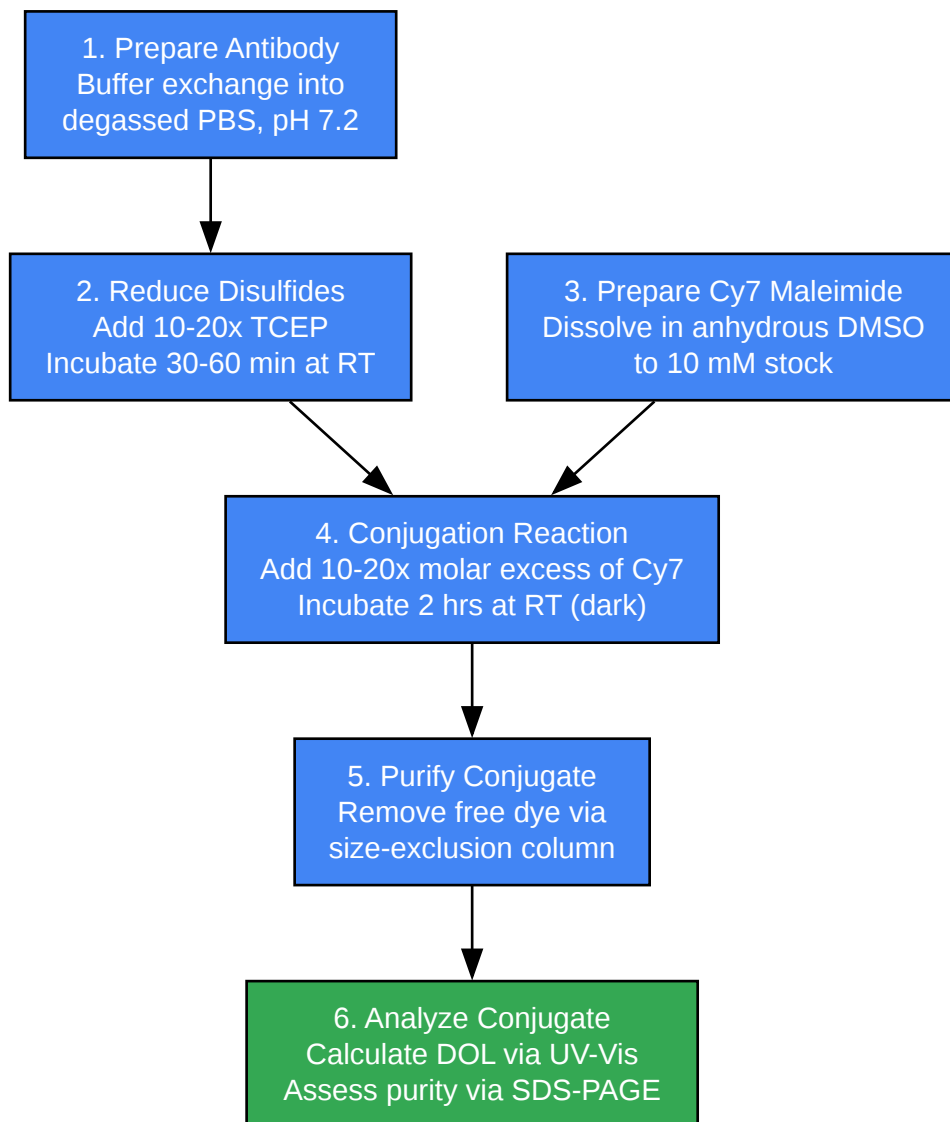 1. Prepare Antibody
Buffer exchange into
degassed PBS, pH 7.2
2. Reduce Disulfides
Add 10-20x TCEP
Incubate 30-60 min at RT
3. Prepare Cy7 Maleimide
Dissolve in anhydrous DMSO
to 10 mM stock
4. Conjugation Reaction
Add 10-20x molar excess of Cy7
Incubate 2 hrs at RT (dark)
5. Purify Conjugate
Remove free dye via
size-exclusion column
6. Analyze Conjugate
Calculate DOL via UV-Vis
Assess purity via SDS-PAGE